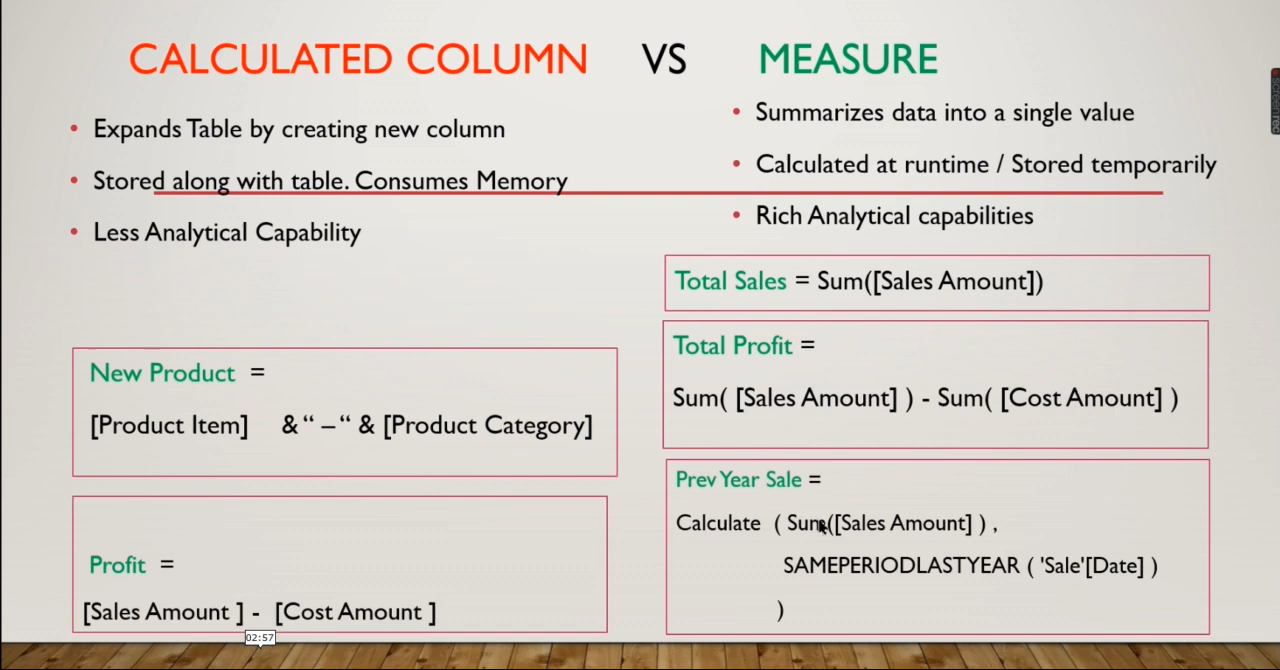 CALCULATED COLUMN VS MEASURE
• Expands Table by creating new column
• Stored along with table. Consumes Memory
• Less Analytical Capability
• Summarizes data into a single value
• Calculated at runtime / Stored temporarily
• Rich Analytical capabilities
New Product =
[Product Item] & “ – “ & [Product Category]
Profit =
[Sales Amount ] - [Cost Amount ]
Total Sales = Sum([Sales Amount])
Total Profit =
Sum( [Sales Amount] ) - Sum( [Cost Amount] )
Prev Year Sale =
Calculate ( Sum([Sales Amount] ) ,
SAMEPERIODLASTYEAR ( 'Sale'[Date] )
)
02:57
screenrec